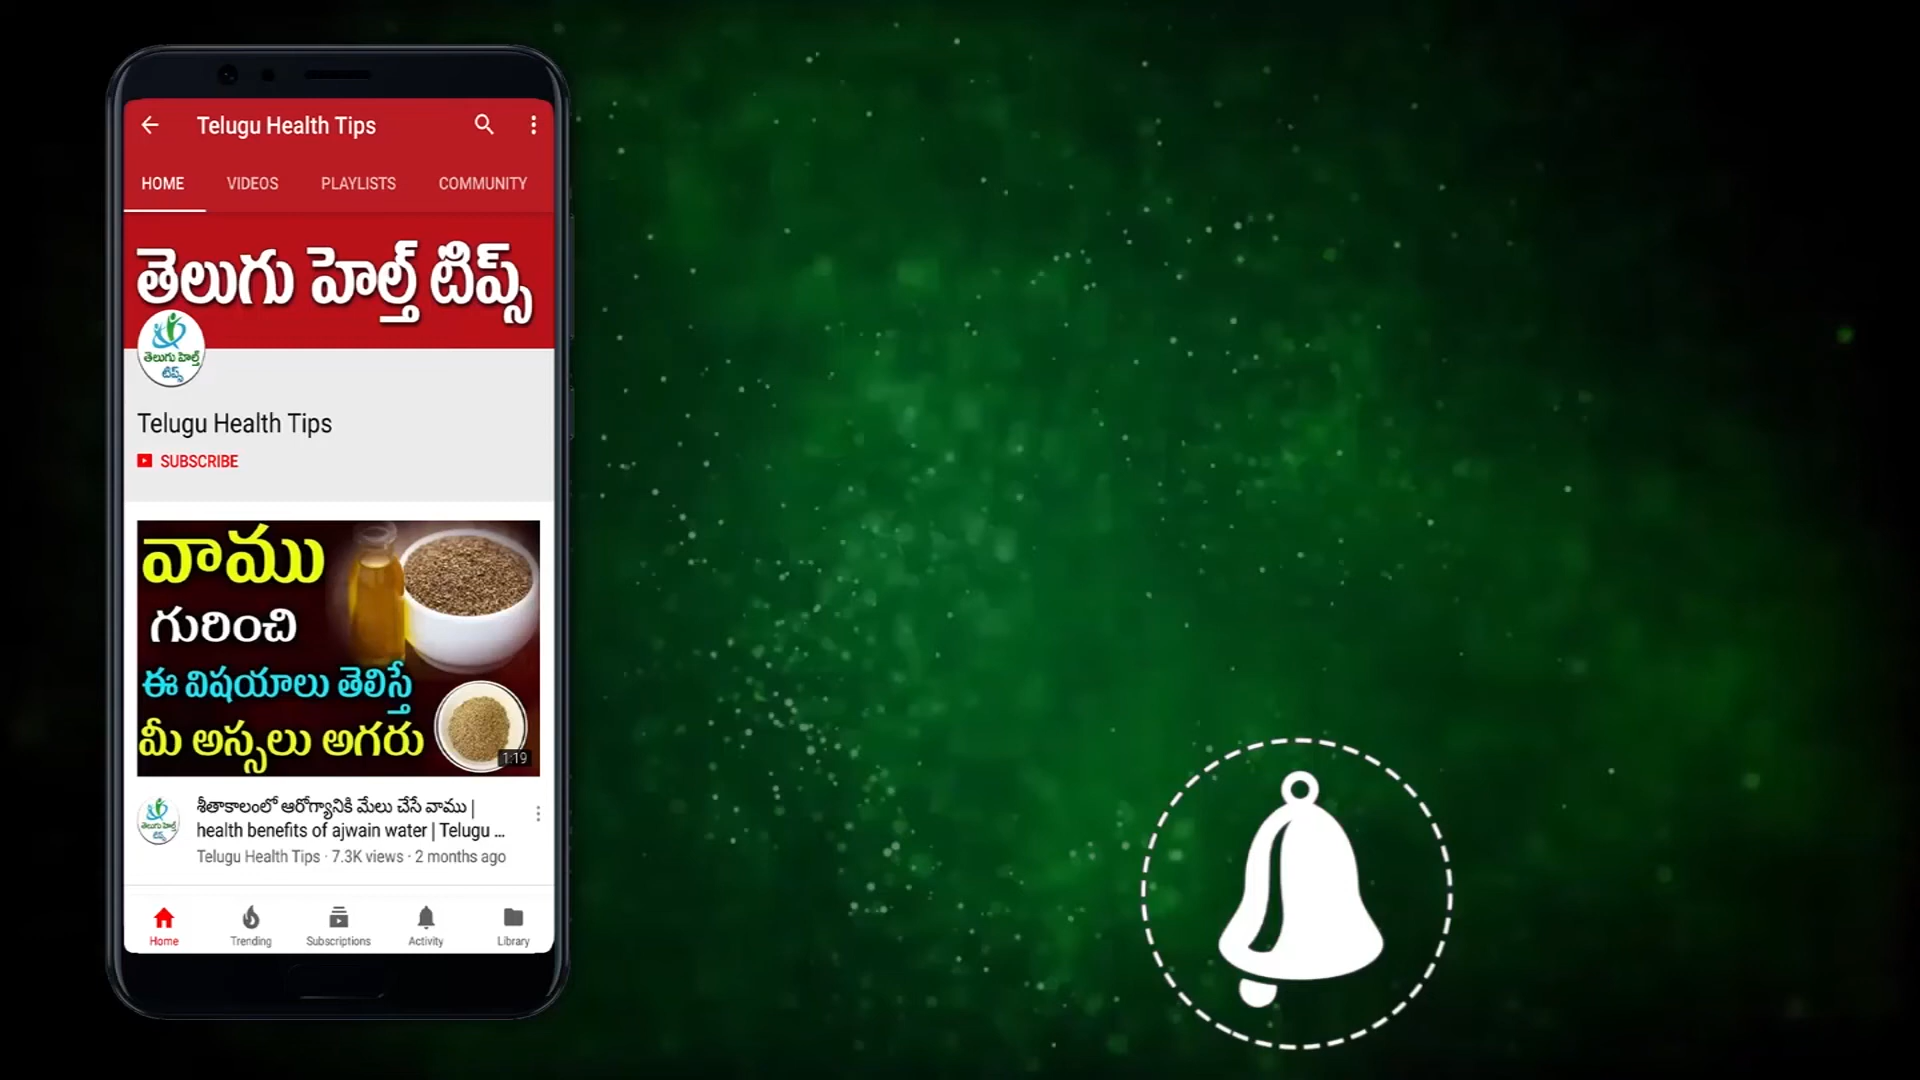 Telugu Health Tips
HOME VIDEOS PLAYLISTS COMMUNITY
తెలుగు హెల్త్ టిప్స్
తెలుగు హెల్త్
టిప్స్
Telugu Health Tips
SUBSCRIBE
వాము
గురించి
ఈ విషయాలు తెలిస్తే
మీ అస్సలు అగరు
1:19
శీతాకాలంలో ఆరోగ్యానికి మేలు చేసే వాము |
health benefits of ajwain water | Telugu ...
తెలుగు హెల్త్
టిప్స్
Telugu Health Tips · 7.3K views · 2 months ago
Home Trending Subscriptions Activity Library